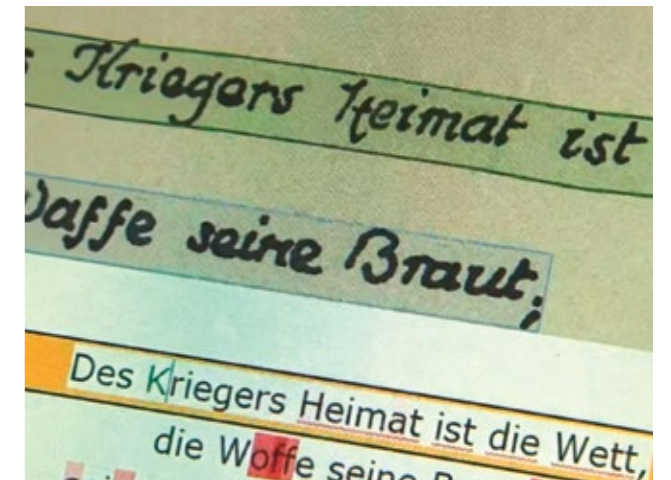 Kriegers Heimat ist
Waffe seine Braut;
Des Kriegers Heimat ist die Wett,
die Woffe seine